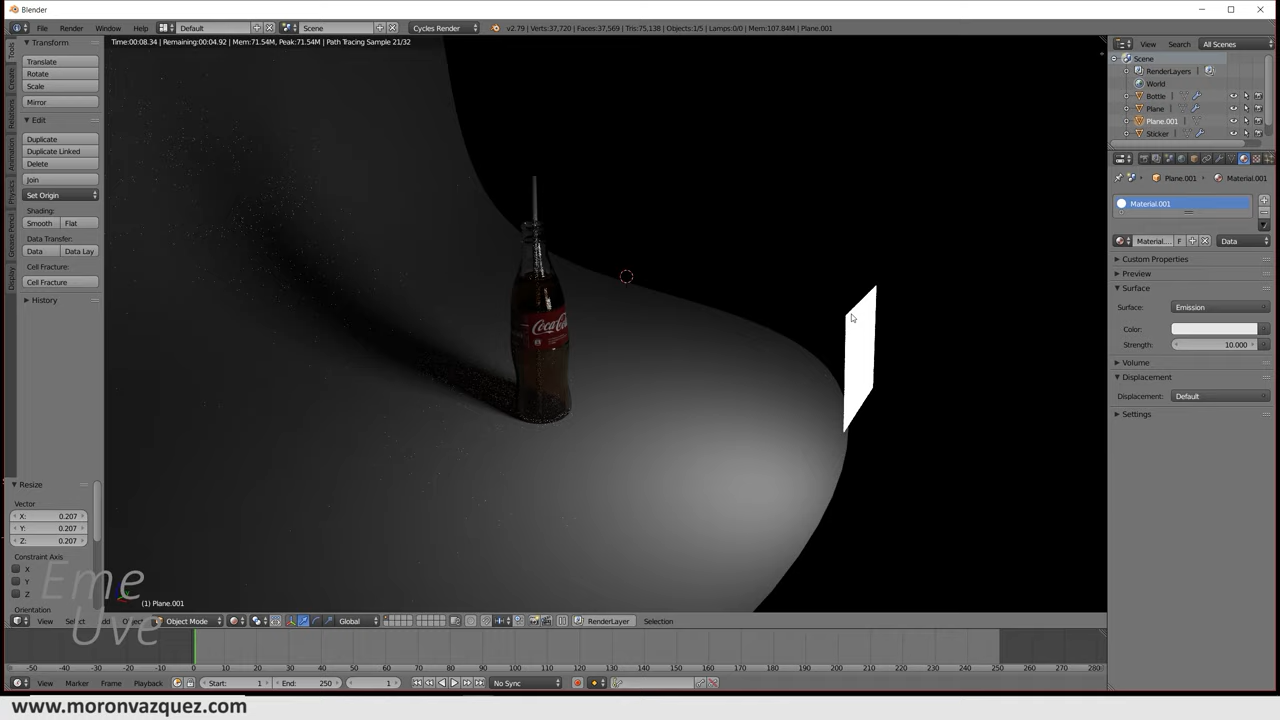 Blender
File Render Window Help Default Scene Cycles Render v2.79 | Verts:37,720 | Faces:37,569 | Tris:75,138 | Objects:1/5 | Lamps:0/0 | Mem:107.84M | Plane.001
Time:00:08.34 | Remaining:00:04.92 | Mem:71.54M, Peak:71.54M | Path Tracing Sample 21/32
View Search All Scenes
Scene
RenderLayers
World
Bottle
Plane
Plane.001
Sticker
Tools
Create
Relations
Animation
Physics
Grease Pencil
Display
Transform
Translate
Rotate
Scale
Mirror
Edit
Duplicate
Duplicate Linked
Delete
Join
Set Origin
Shading:
Smooth Flat
Data Transfer:
Data Data Lay
Cell Fracture:
Cell Fracture
History
Resize
Vector
X: 0.207
Y: 0.207
Z: 0.207
Constraint Axis
X
Y
Z
Orientation
Eme
Uve
Coca-Cola
(1) Plane.001
Plane.001 Material.001
Material.001
Material.... F Data
Custom Properties
Preview
Surface
Surface: Emission
Color:
Strength: 10.000
Volume
Displacement
Displacement: Default
Settings
View Select Add Object Object Mode Global RenderLayer Selection
-50 -40 -30 -20 -10 0 10 20 30 40 50 60 70 80 90 100 110 120 130 140 150 160 170 180 190 200 210 220 230 240 250 260 270 280
View Marker Frame Playback Start: 1 End: 250 1 No Sync
www.moronvazquez.com